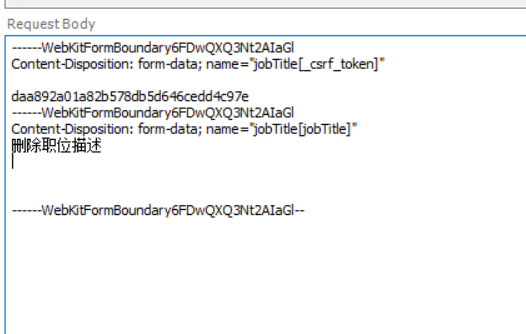 Request Body
------WebKitFormBoundary6FDwQXQ3Nt2AIaGl
Content-Disposition: form-data; name="jobTitle[_csrf_token]"
daa892a01a82b578db5d646cedd4c97e
------WebKitFormBoundary6FDwQXQ3Nt2AIaGl
Content-Disposition: form-data; name="jobTitle[jobTitle]"
删除职位描述
------WebKitFormBoundary6FDwQXQ3Nt2AIaGl--